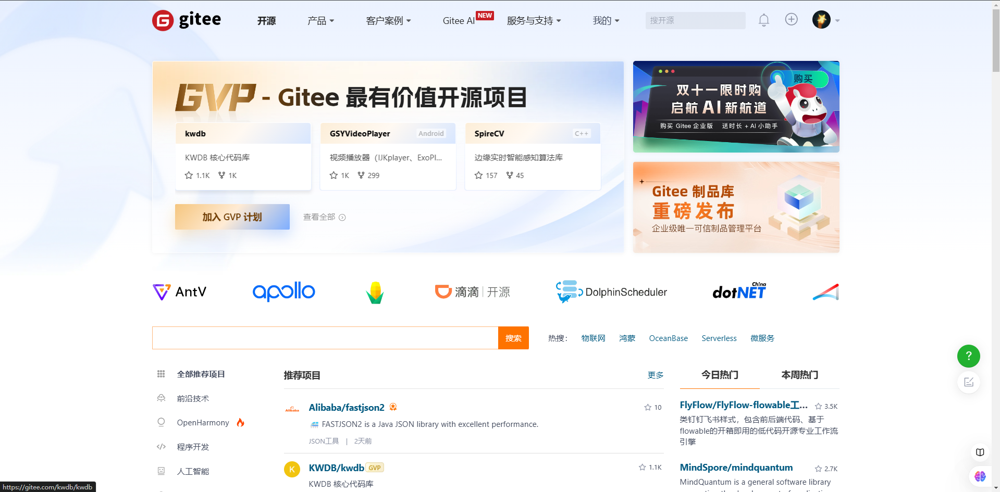 gitee
开源
产品
客户案例
Gitee AI NEW
服务与支持
我的
搜开源
GVP - Gitee 最有价值开源项目
kwdb
KWDB 核心代码库
1.1K 1K
GSYVideoPlayer Android
视频播放器（IJKplayer、ExoPl...
1K 299
SpireCV C++
边缘实时智能感知算法库
157 45
加入 GVP 计划
查看全部
购买
双十一限时购
启航 AI 新航道
购买 Gitee 企业版 送时长 + AI 小助手
Gitee 制品库
重磅发布
企业级唯一可信制品管理平台
AntV
apollo
滴滴 | 开源
DolphinScheduler
dotNET China
搜索
热搜：
物联网
鸿蒙
OceanBase
Serverless
微服务
全部推荐项目
前沿技术
OpenHarmony
程序开发
人工智能
推荐项目
更多
Alibaba
Alibaba/fastjson2
10
FASTJSON2 is a Java JSON library with excellent performance.
JSON工具 | 2天前
K
KWDB/kwdb GVP
1.1K
KWDB 核心代码库
今日热门
本周热门
FlyFlow/FlyFlow-flowable工...
3.5K
类钉钉飞书样式，包含前后端代码、基于
flowable的开箱即用的低代码开源专业工作流
引擎
MindSpore/mindquantum
2.7K
MindQuantum is a general software library
?
https://gitee.com/kwdb/kwdb